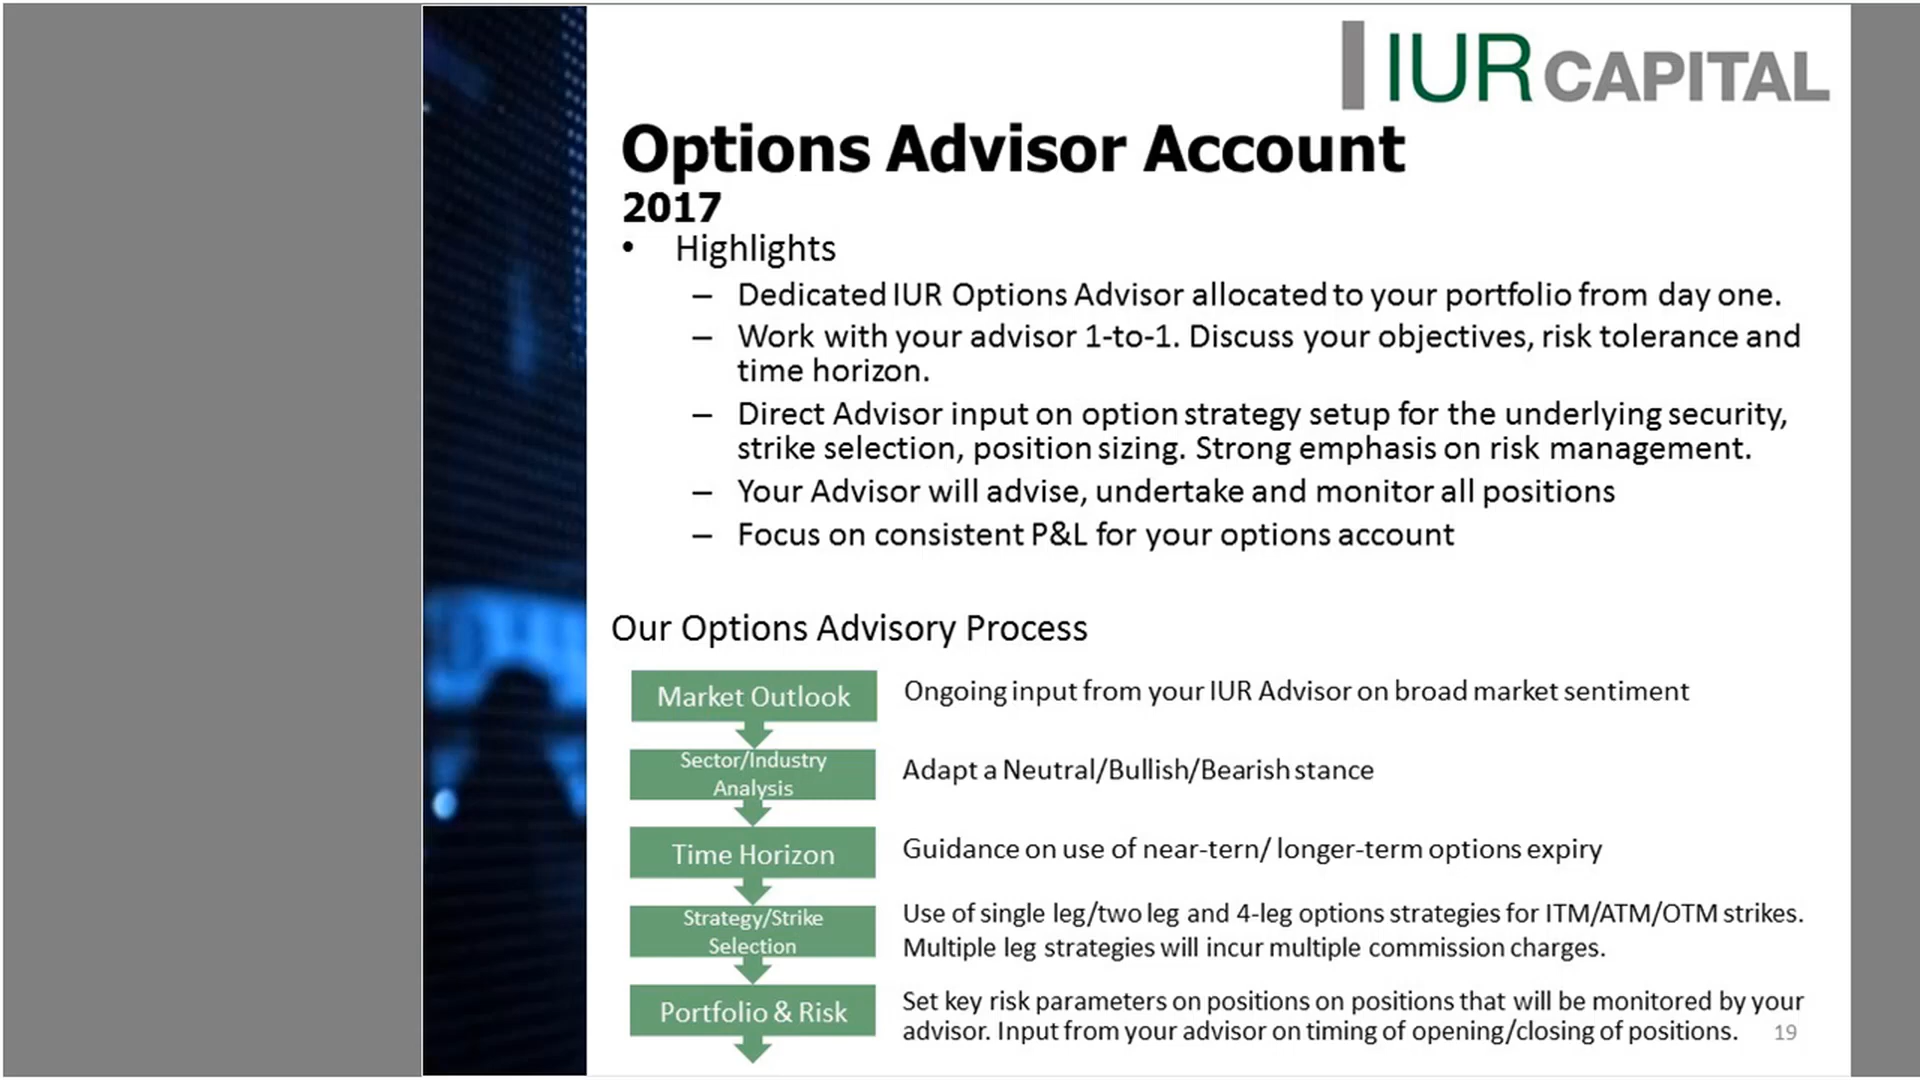 IUR CAPITAL
Options Advisor Account
2017
• Highlights
– Dedicated IUR Options Advisor allocated to your portfolio from day one.
– Work with your advisor 1-to-1. Discuss your objectives, risk tolerance and
time horizon.
– Direct Advisor input on option strategy setup for the underlying security,
strike selection, position sizing. Strong emphasis on risk management.
– Your Advisor will advise, undertake and monitor all positions
– Focus on consistent P&L for your options account
Our Options Advisory Process
Market Outlook
Ongoing input from your IUR Advisor on broad market sentiment
Sector/Industry
Analysis
Adapt a Neutral/Bullish/Bearish stance
Time Horizon
Guidance on use of near-tern/ longer-term options expiry
Strategy/Strike
Selection
Use of single leg/two leg and 4-leg options strategies for ITM/ATM/OTM strikes.
Multiple leg strategies will incur multiple commission charges.
Portfolio & Risk
Set key risk parameters on positions on positions that will be monitored by your
advisor. Input from your advisor on timing of opening/closing of positions.
19